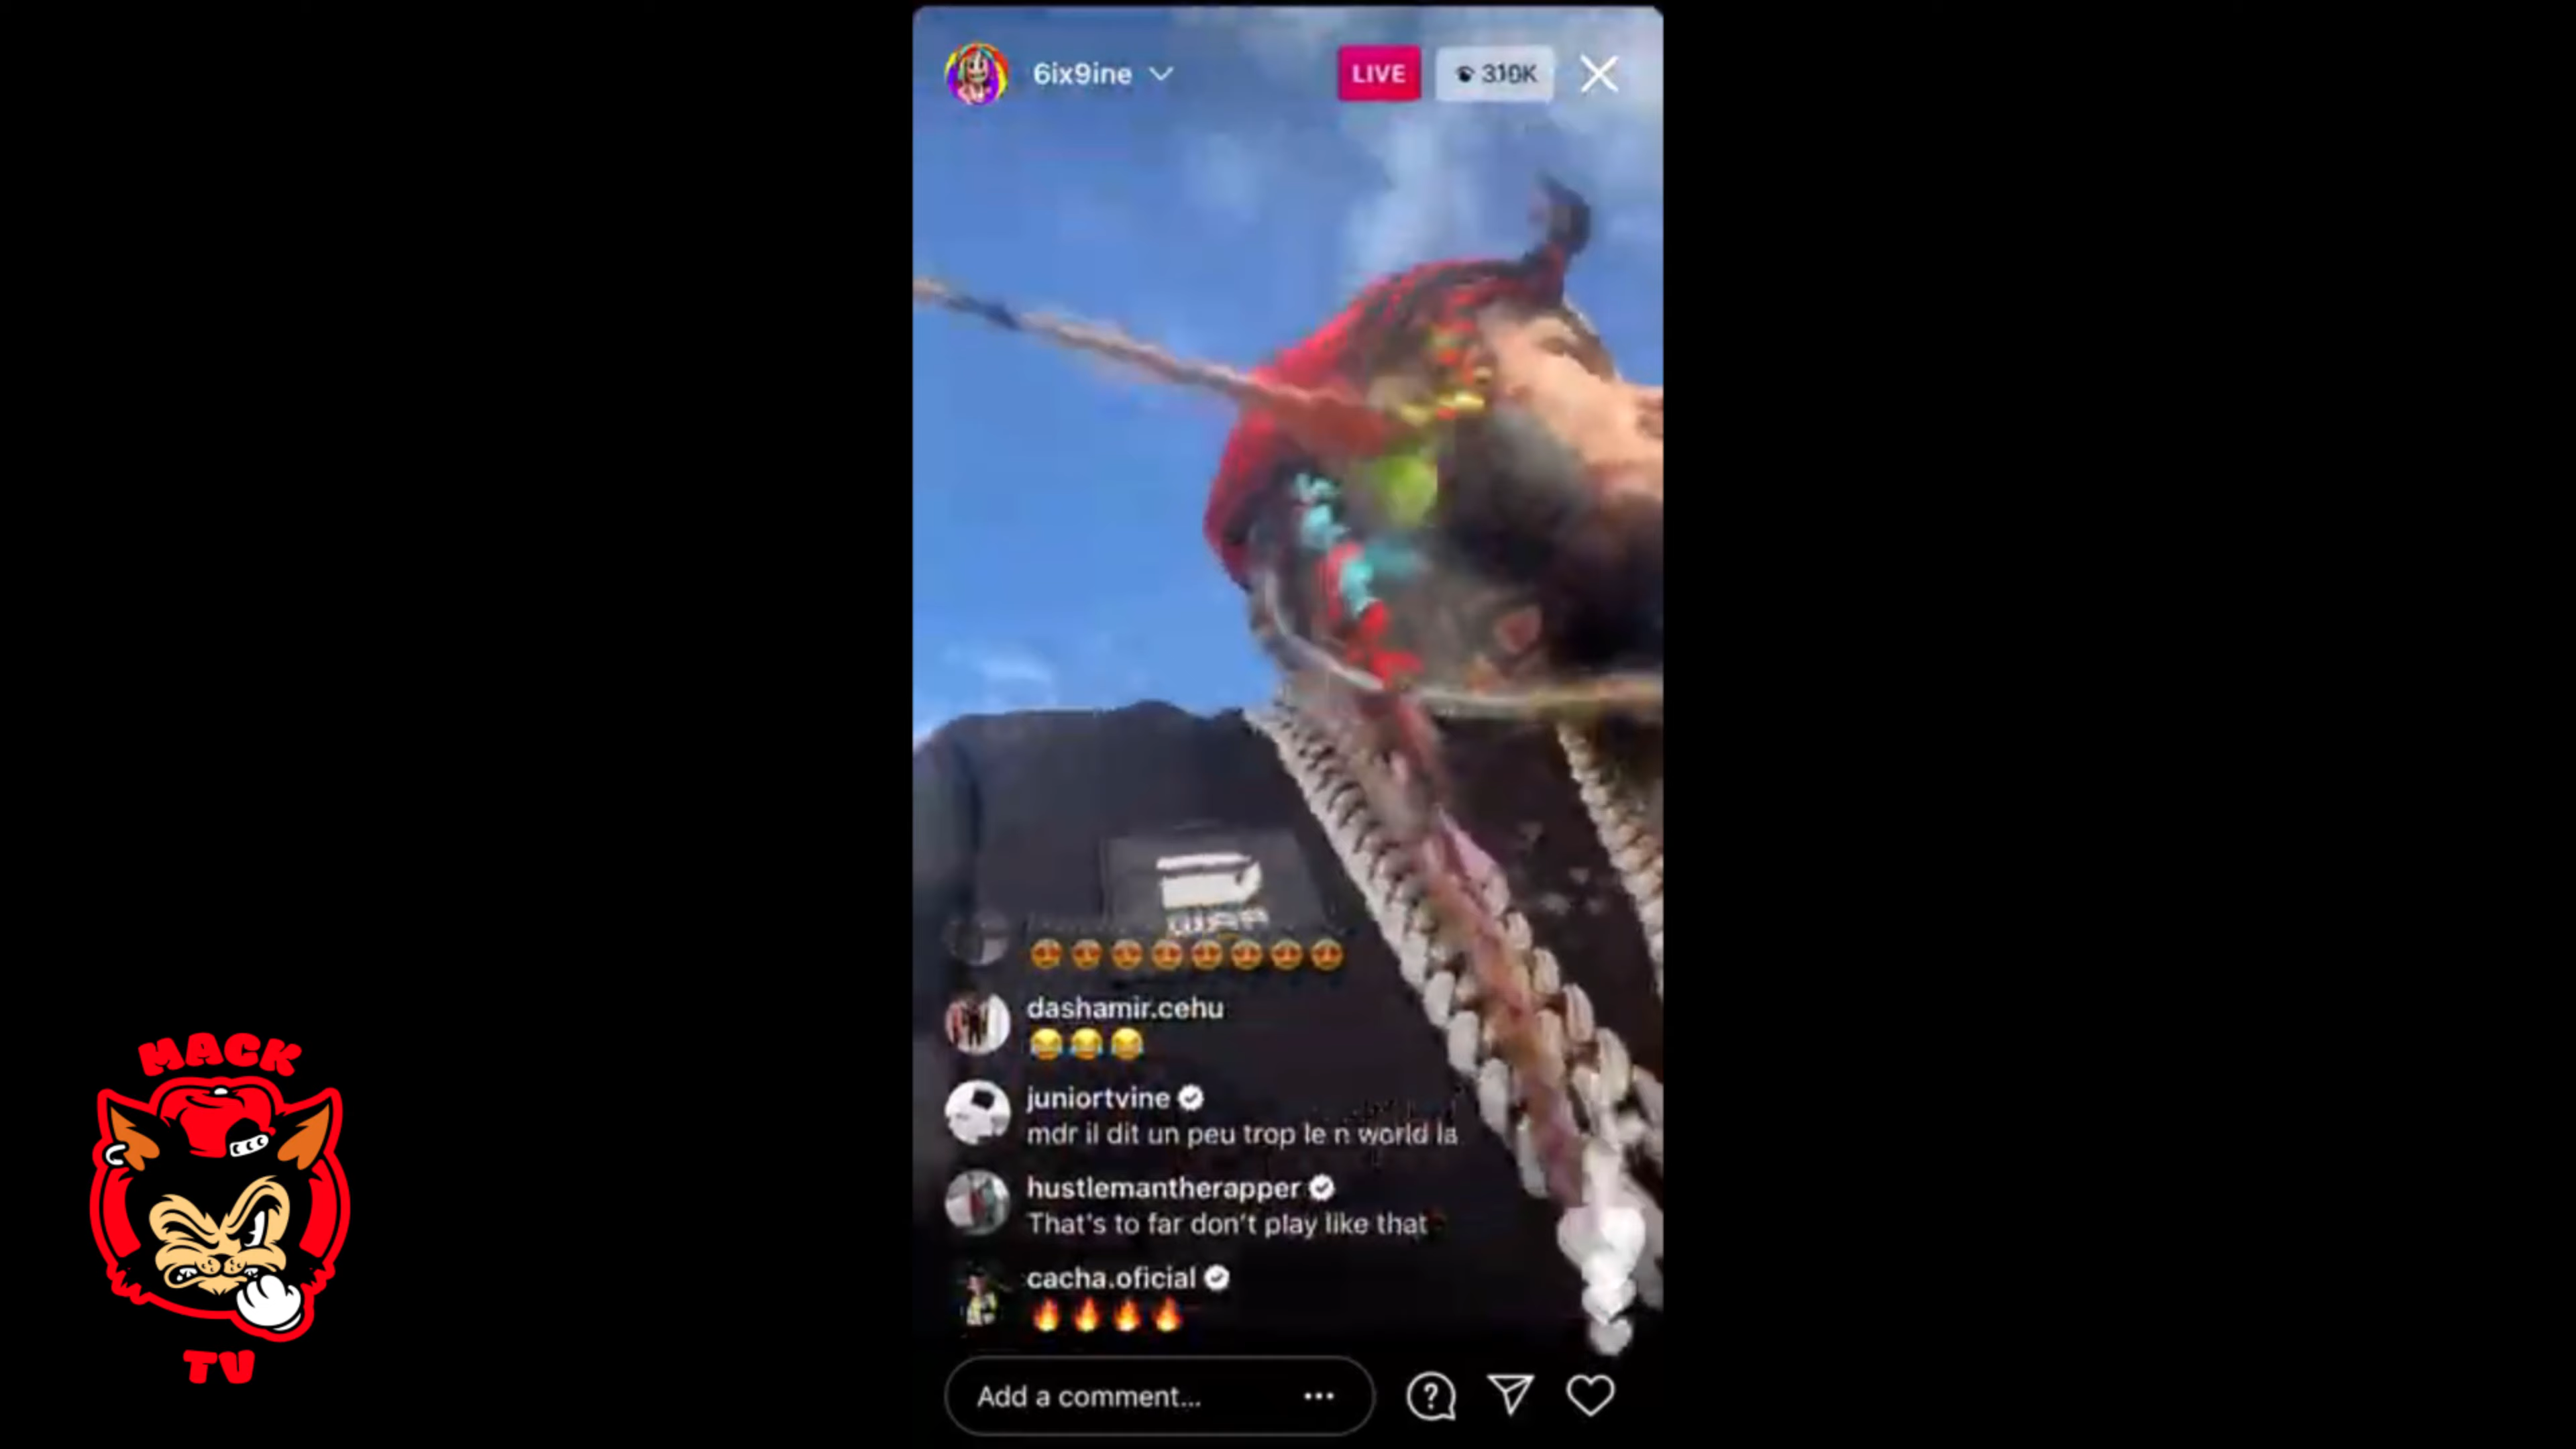 6ix9ine
LIVE
310K
dashamir.cehu
juniortvine
mdr il dit un peu trop le n world la
hustlemantherapper
That's to far don't play like that
cacha.oficial
Add a comment...
MACK
TV